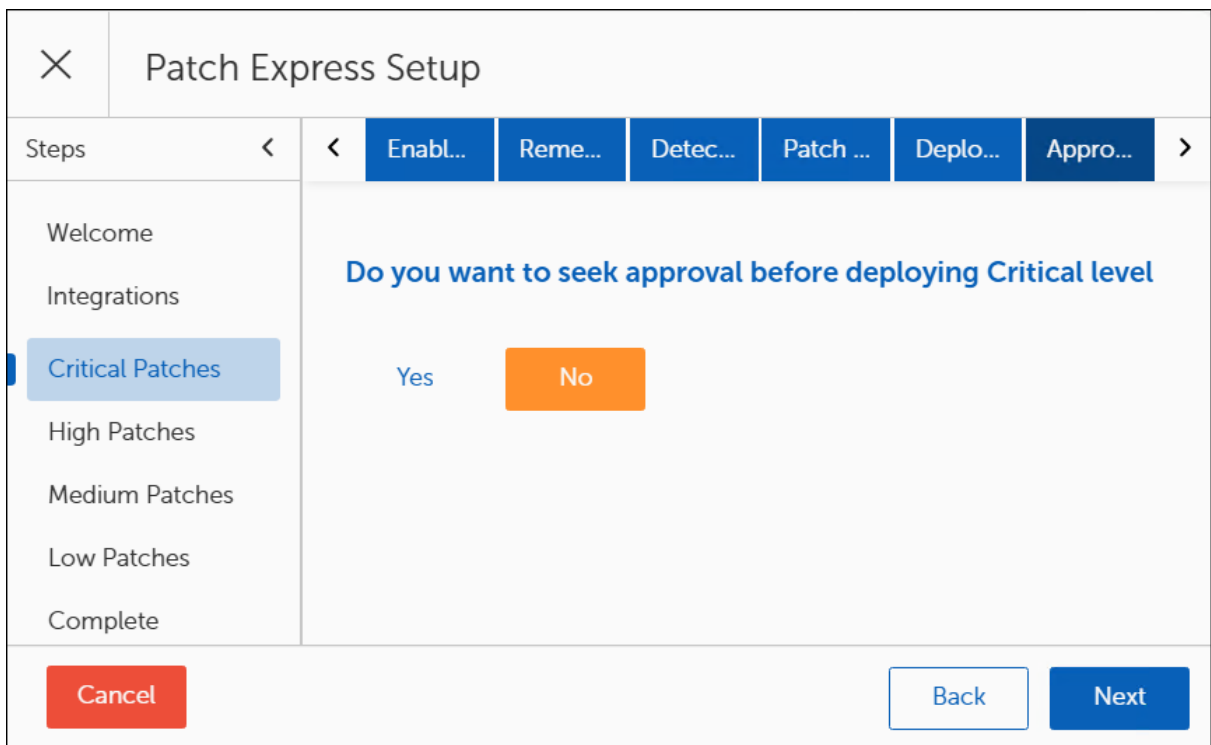 Patch Express Setup
Steps
Enabl...
Reme...
Detec...
Patch ...
Deplo...
Appro...
Welcome
Integrations
Critical Patches
High Patches
Medium Patches
Low Patches
Complete
Do you want to seek approval before deploying Critical level
Yes
No
Cancel
Back
Next